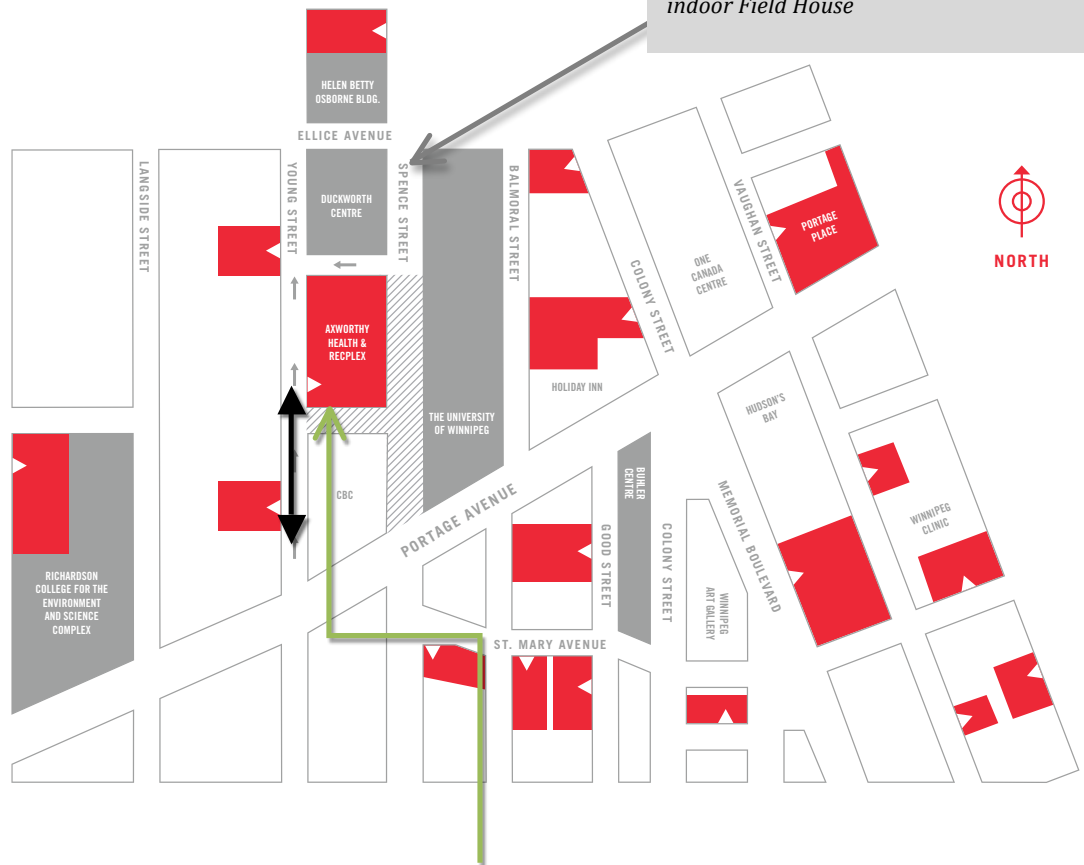 indoor Field House
HELEN BETTY
OSBORNE BLDG.
ELLICE AVENUE
LANGSIDE STREET
YOUNG STREET
DUCKWORTH
CENTRE
SPENCE STREET
BALMORAL STREET
COLONY STREET
ONE
CANADA
CENTRE
VAUGHAN STREET
PORTAGE
PLACE
NORTH
AXWORTHY
HEALTH &
RECPLEX
HOLIDAY INN
THE UNIVERSITY
OF WINNIPEG
HUDSON'S
BAY
CBC
PORTAGE AVENUE
BUHLER
CENTRE
GOOD STREET
COLONY STREET
MEMORIAL BOULEVARD
WINNIPEG
CLINIC
WINNIPEG
ART GALLERY
RICHARDSON
COLLEGE FOR THE
ENVIRONMENT
AND SCIENCE
COMPLEX
ST. MARY AVENUE